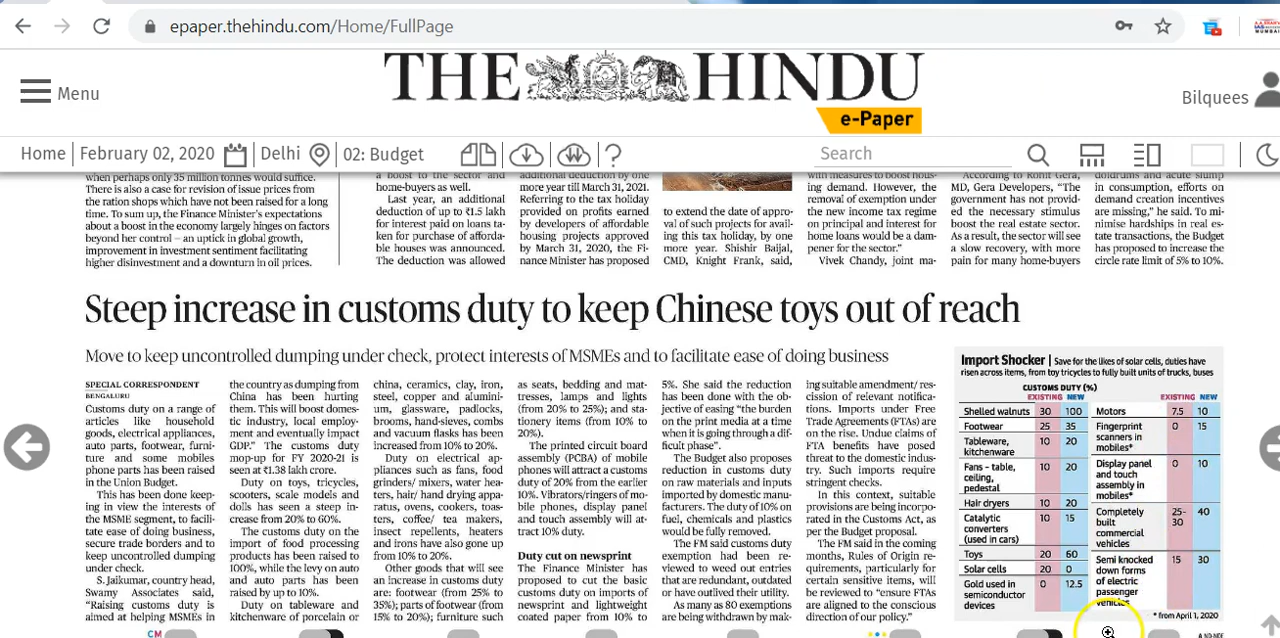 epaper.thehindu.com/Home/FullPage
Menu
THE HINDU
e-Paper
Bilquees
Home
February 02, 2020
Delhi
02: Budget
?
Search
when perhaps only 35 million tonnes would suffice.
There is also a case for revision of issue prices from
the ration shops which have not been raised for a long
time. To sum up, the Finance Minister's expectations
about a boost in the economy largely hinges on factors
beyond her control – an uptick in global growth,
improvement in investment sentiment facilitating
higher disinvestment and a downturn in oil prices.
a boost to the sector and
home-buyers as well.
Last year, an additional
deduction of up to ₹1.5 lakh
for interest paid on loans ta-
ken for purchase of afforda-
ble houses was announced.
The deduction was allowed
additional deduction by one
more year till March 31, 2021.
Referring to the tax holiday
provided on profits earned
by developers of affordable
housing projects approved
by March 31, 2020, the Fi-
nance Minister has proposed
to extend the date of appro-
val of such projects for avail-
ing this tax holiday, by one
more year. Shishir Baijal,
CMD, Knight Frank, said,
with measures to boost hous-
ing demand. However, the
removal of exemption under
the new income tax regime
on principal and interest for
home loans would be a dam-
pener for the sector."
Vivek Chandy, joint ma-
According to Rohit Gera,
MD, Gera Developers, "The
government has not provid-
ed the necessary stimulus
to boost the real estate sector.
As a result, the sector will see
a slow recovery, with more
pain for many home-buyers
doldrums and acute slump
in consumption, efforts on
demand creation incentives
are missing," he said. To mi-
mimise hardships in real es-
tate transactions, the Budget
has proposed to increase the
circle rate limit of 5% to 10%.
Steep increase in customs duty to keep Chinese toys out of reach
Move to keep uncontrolled dumping under check, protect interests of MSMEs and to facilitate ease of doing business
SPECIAL CORRESPONDENT
BENGALURU
Customs duty on a range of
articles like household
goods, electrical appliances,
auto parts, footwear, furni-
ture and some mobiles
phone parts has been raised
in the Union Budget.
This has been done keep-
ing in view the interests of
the MSME segment, to facili-
tate ease of doing business,
secure trade borders and to
keep uncontrolled dumping
under check.
S. Jaikumar, country head,
Swamy Associates said,
"Raising customs duty is
aimed at helping MSMEs in
the country as dumping from
China has been hurting
them. This will boost domes-
tic industry, local employ-
ment and eventually impact
GDP." The customs duty
mop-up for FY 2020-21 is
seen at ₹1.38 lakh crore.
Duty on toys, tricycles,
scooters, scale models and
dolls has seen a steep in-
crease from 20% to 60%.
The customs duty on the
import of food processing
products has been raised to
100%, while the levy on auto
and auto parts has been
raised by up to 10%.
Duty on tableware and
kitchenware of porcelain or
china, ceramics, clay, iron,
steel, copper and alumini-
um, glassware, padlocks,
brooms, hand-sieves, combs
and vacuum flasks has been
increased from 10% to 20%.
Duty on electrical ap-
pliances such as fans, food
grinders/ mixers, water hea-
ters, hair/ hand drying appa-
ratus, ovens, cookers, toas-
ters, coffee/ tea makers,
insect repellents, heaters
and irons have also gone up
from 10% to 20%.
Other goods that will see
an increase in customs duty
are: footwear (from 25% to
35%); parts of footwear (from
15% to 20%); furniture such
as seats, bedding and mat-
tresses, lamps and lights
(from 20% to 25%); and sta-
tionery items (from 10% to
20%).
The printed circuit board
assembly (PCBA) of mobile
phones will attract a customs
duty of 20% from the earlier
10%. Vibrators/ringers of mo-
bile phones, display panel
and touch assembly will at-
tract 10% duty.
Duty cut on newsprint
The Finance Minister has
proposed to cut the basic
customs duty on imports of
newsprint and lightweight
coated paper from 10% to
5%. She said the reduction
has been done with the ob-
jective of easing "the burden
on the print media at a time
when it is going through a dif-
ficult phase".
The Budget also proposes
reduction in customs duty
on raw materials and inputs
imported by domestic manu-
facturers. The duty of 10% on
fuel, chemicals and plastics
would be fully removed.
The FM said customs duty
exemption had been re-
viewed to weed out entries
that are redundant, outdated
or have outlived their utility.
As many as 80 exemptions
are being withdrawn by mak-
ing suitable amendment/ res-
cission of relevant notifica-
tions. Imports under Free
Trade Agreements (FTAs) are
on the rise. Undue claims of
FTA benefits have posed
threat to the domestic indus-
try. Such imports require
stringent checks.
In this context, suitable
provisions are being incorpo-
rated in the Customs Act, as
per the Budget proposal.
The FM said in the coming
months, Rules of Origin re-
quirements, particularly for
certain sensitive items, will
be reviewed to "ensure FTAs
are aligned to the conscious
direction of our policy."
Import Shocker | Save for the likes of solar cells, duties have
risen across items, from toy tricycles to fully built units of trucks, buses
CUSTOMS DUTY (%)
EXISTING NEW
Shelled walnuts 30 100
Footwear 25 35
Tableware, kitchenware 10 20
Fans - table, ceiling, pedestal 10 20
Hair dryers 10 20
Catalytic converters (used in cars) 10 15
Toys 20 60
Solar cells 20 0
Gold used in semiconductor devices 0 12.5
EXISTING NEW
Motors 7.5 10
Fingerprint scanners in mobiles* 0 15
Display panel and touch assembly in mobiles* 0 10
Completely built commercial vehicles 25-30 40
Semi knocked down forms of electric passenger vehicles 15 30
* from April 1, 2020
CM